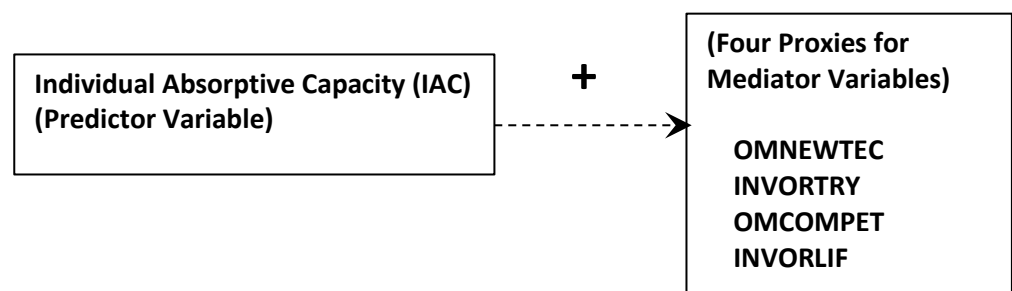 Individual Absorptive Capacity (IAC)
(Predictor Variable)
+
(Four Proxies for
Mediator Variables)
OMNEWTEC
INVORTRY
OMCOMPET
INVORLIF